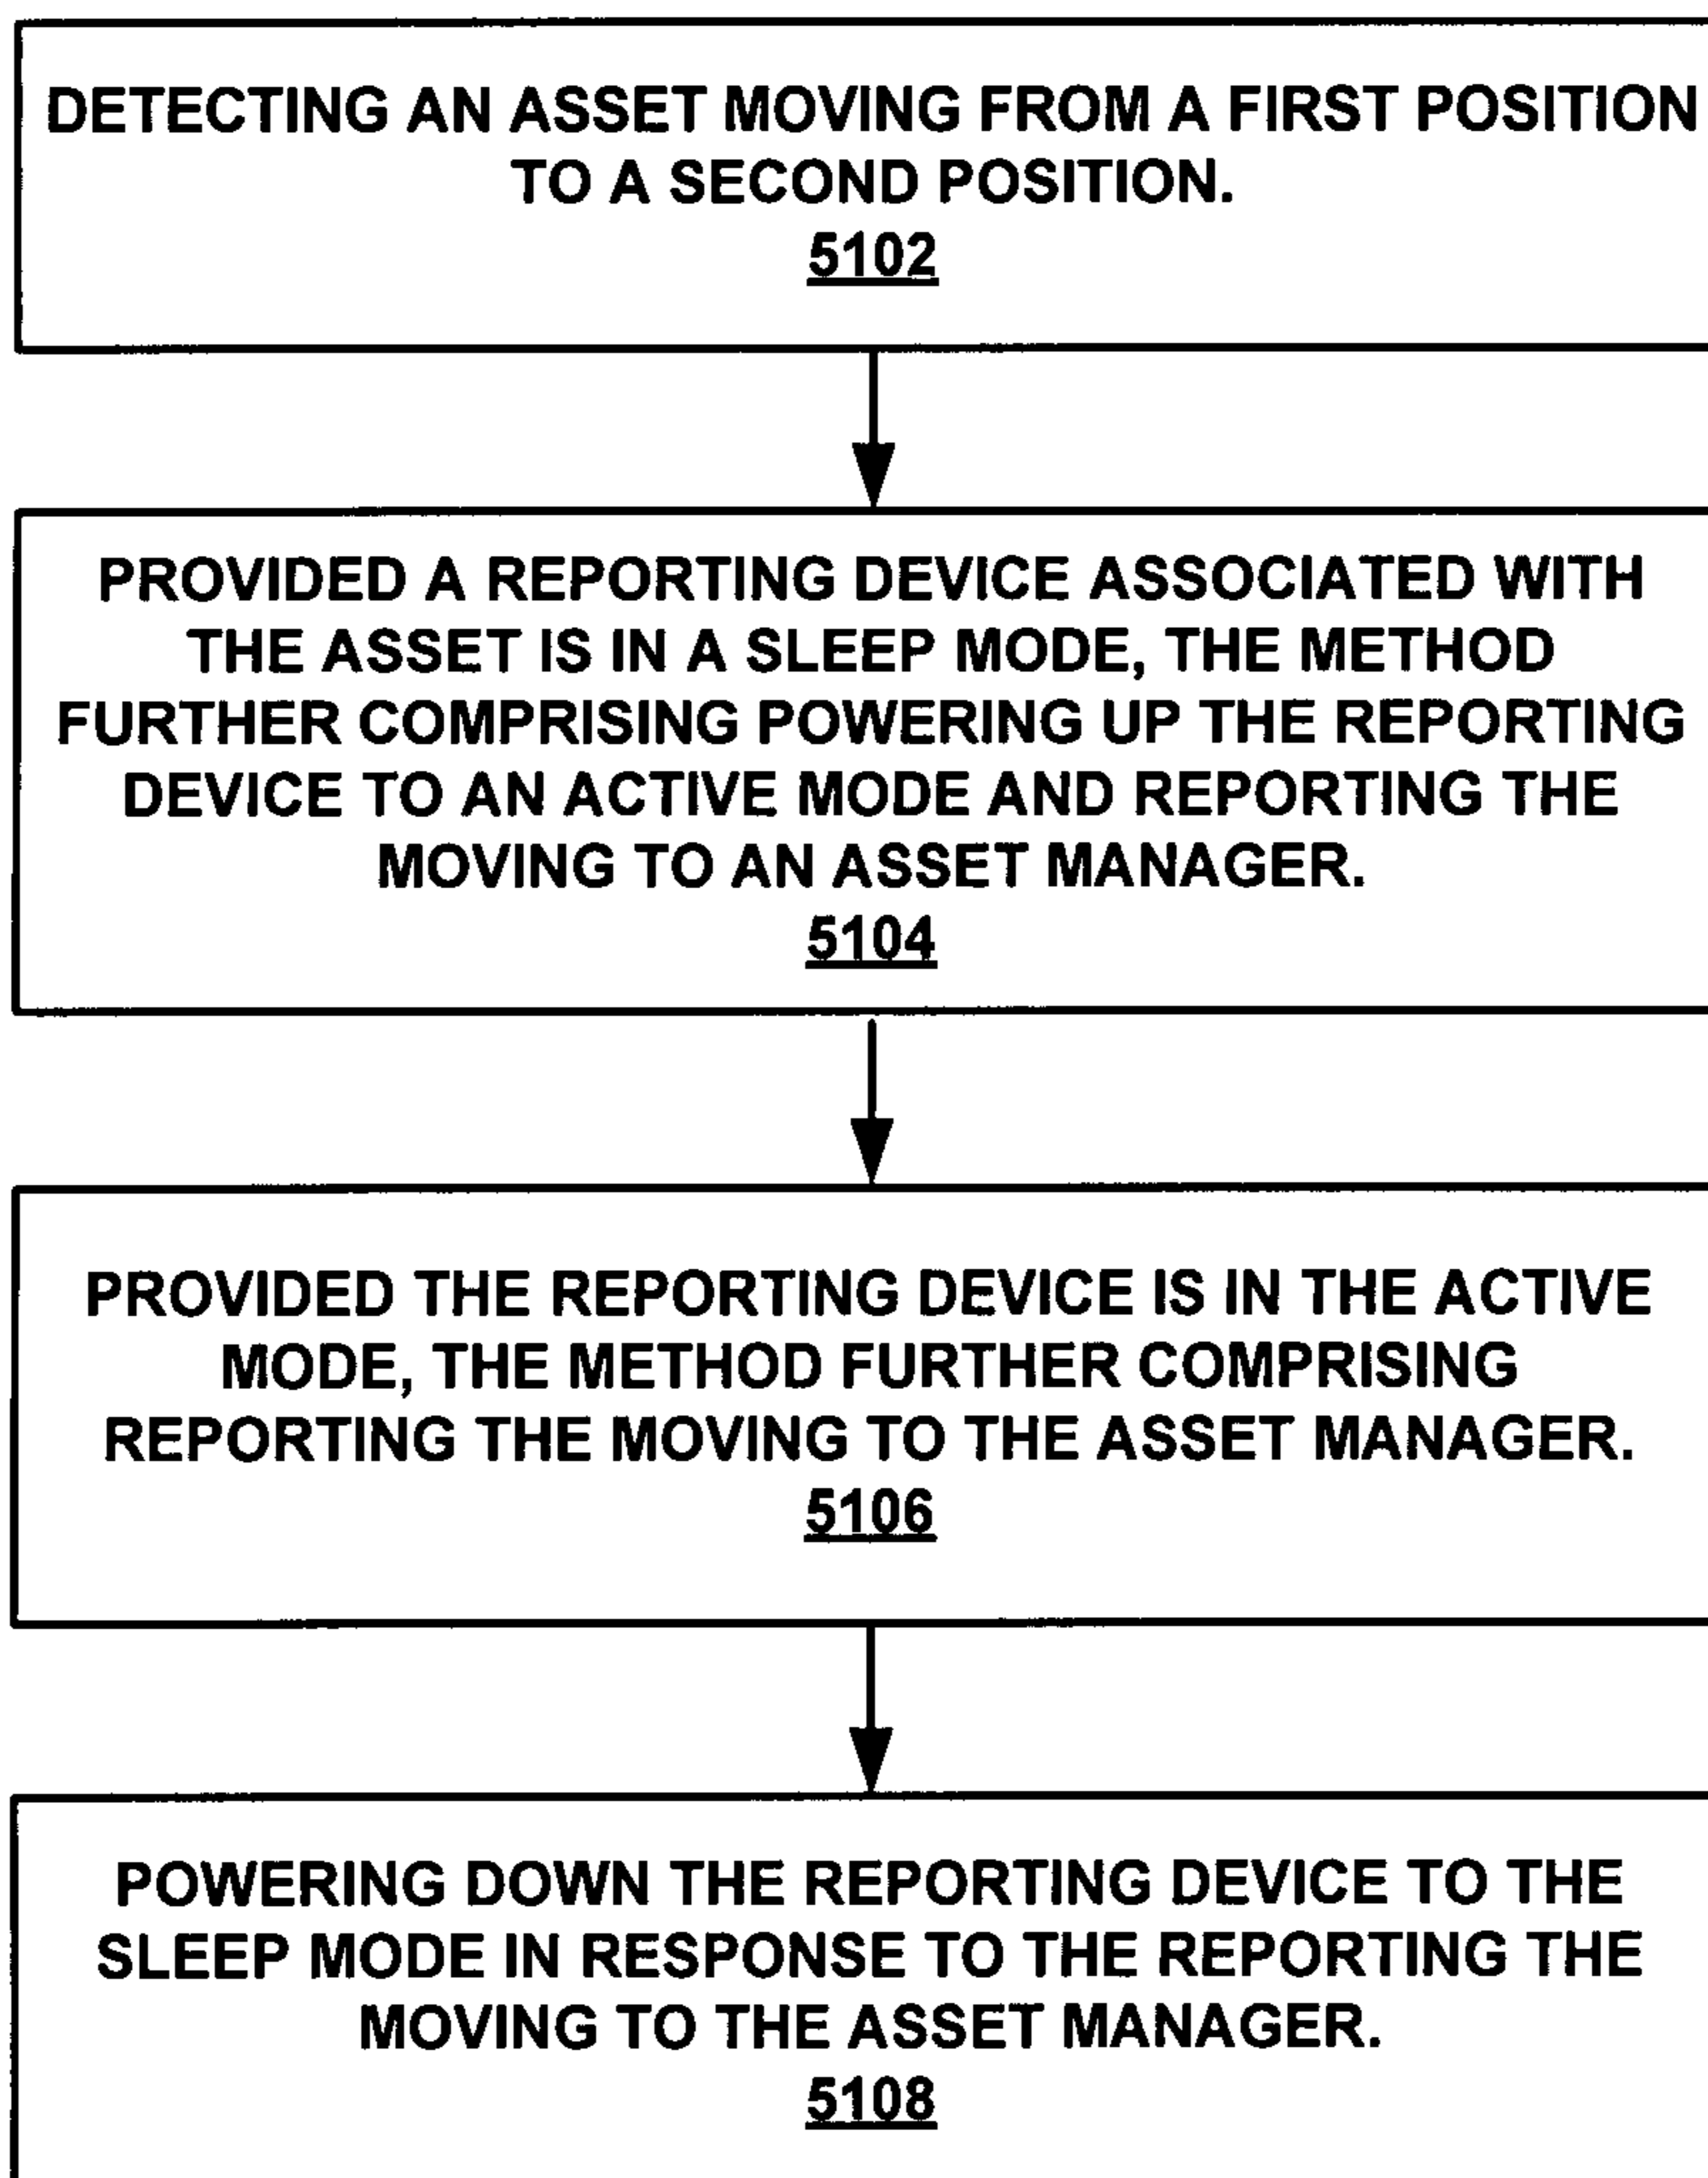 DETECTING AN ASSET MOVING FROM A FIRST POSITION
TO A SECOND POSITION.
5102
PROVIDED A REPORTING DEVICE ASSOCIATED WITH
THE ASSET IS IN A SLEEP MODE, THE METHOD
FURTHER COMPRISING POWERING UP THE REPORTING
DEVICE TO AN ACTIVE MODE AND REPORTING THE
MOVING TO AN ASSET MANAGER.
5104
PROVIDED THE REPORTING DEVICE IS IN THE ACTIVE
MODE, THE METHOD FURTHER COMPRISING
REPORTING THE MOVING TO THE ASSET MANAGER.
5106
POWERING DOWN THE REPORTING DEVICE TO THE
SLEEP MODE IN RESPONSE TO THE REPORTING THE
MOVING TO THE ASSET MANAGER.
5108